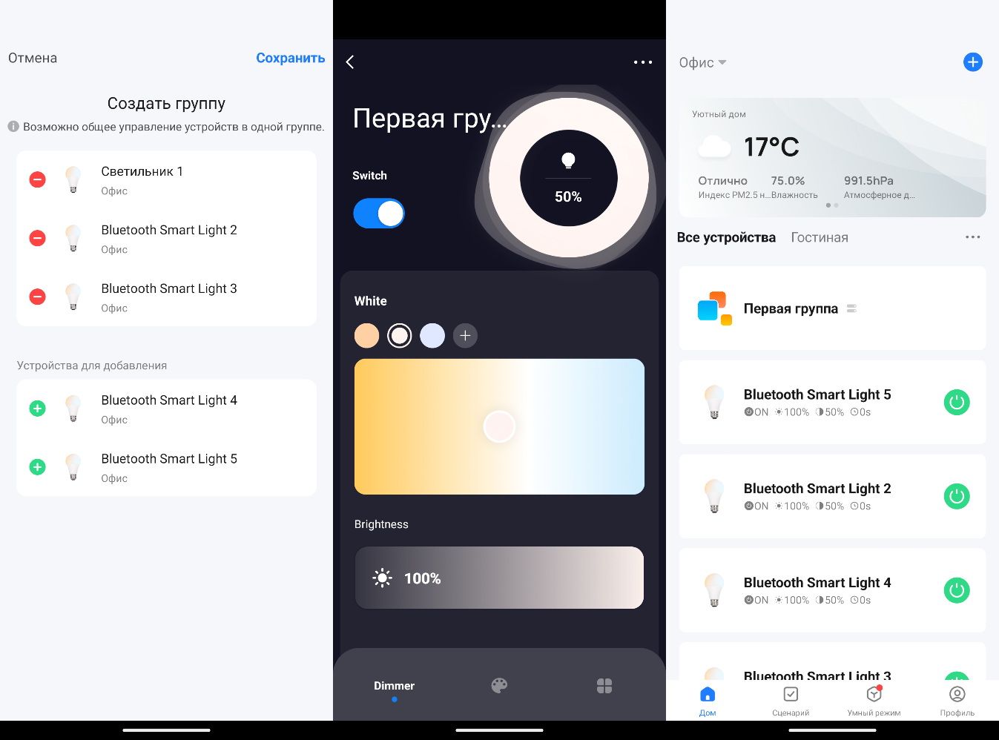 Отмена
Сохранить
Создать группу
Возможно общее управление устройств в одной группе.
Светильник 1
Офис
Bluetooth Smart Light 2
Офис
Bluetooth Smart Light 3
Офис
Устройства для добавления
Bluetooth Smart Light 4
Офис
Bluetooth Smart Light 5
Офис
Первая гру...
Switch
50%
White
Brightness
100%
Dimmer
Офис
Уютный дом
17°C
Отлично 75.0% 991.5hPa
Индекс PM2.5 н... Влажность Атмосферное д...
Все устройства Гостиная
Первая группа
Bluetooth Smart Light 5
ON 100% 50% 0s
Bluetooth Smart Light 2
ON 100% 50% 0s
Bluetooth Smart Light 4
ON 100% 50% 0s
Bluetooth Smart Light 3
Дом Сценарий Умный режим Профиль